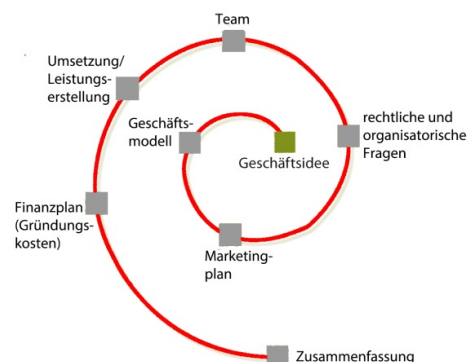 Team
Umsetzung/
Leistungs-
erstellung
Geschäfts-
modell
Geschäftsidee
rechtliche und
organisatorische
Fragen
Finanzplan
(Gründungs-
kosten)
Marketing-
plan
Zusammenfassung